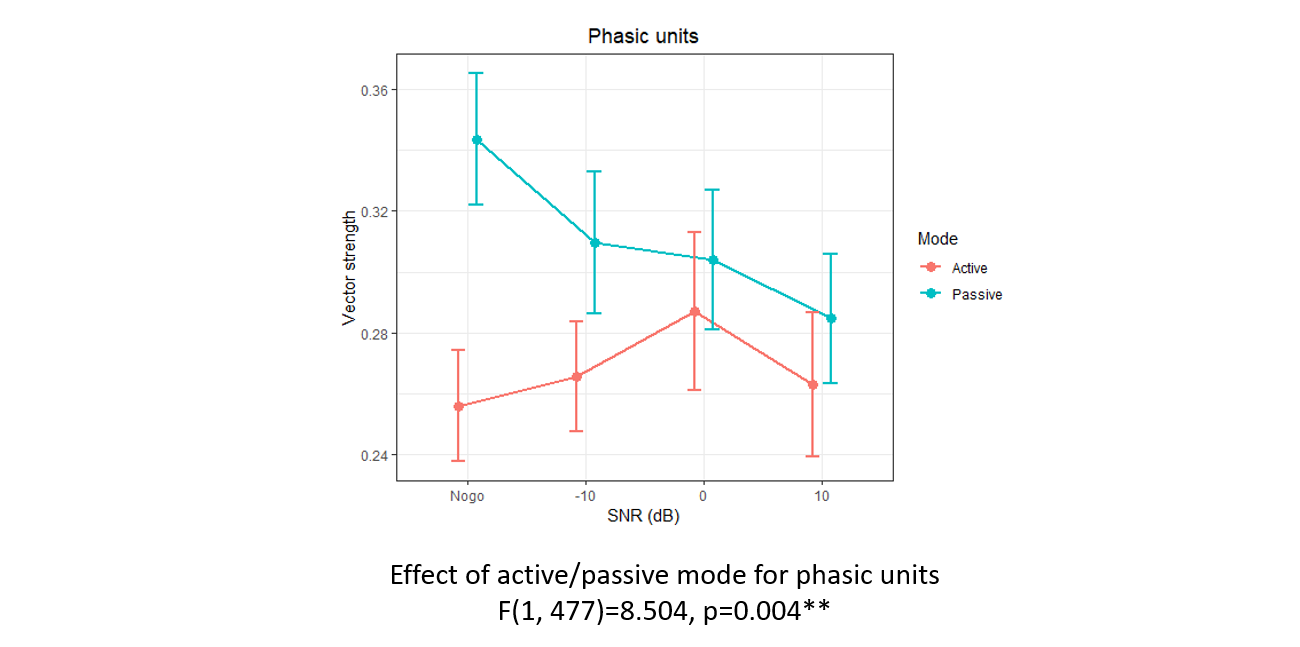 Phasic units
0.36
0.32
0.28
0.24
Vector strength
Nogo -10 0 10
SNR (dB)
Mode
Active
Passive
Effect of active/passive mode for phasic units
F(1, 477)=8.504, p=0.004**